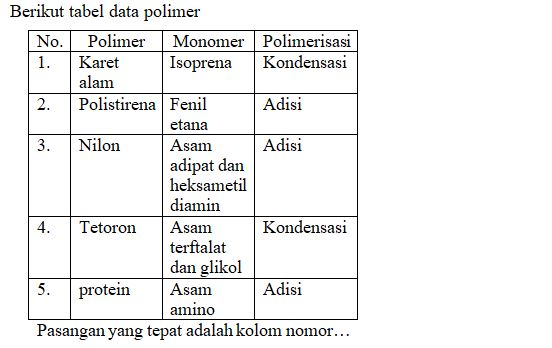 Berikut tabel data polimer
No. Polimer Monomer Polimerisasi
1. Karet Isoprena Kondensasi
alam
2. Polistirena Fenil Adisi
etana
3. Nilon Asam Adisi
adipat dan
heksametil
diamin
4. Tetoron Asam Kondensasi
terftalat
dan glikol
5. protein Asam Adisi
amino
Pasangan yang tepat adalah kolom nomor…